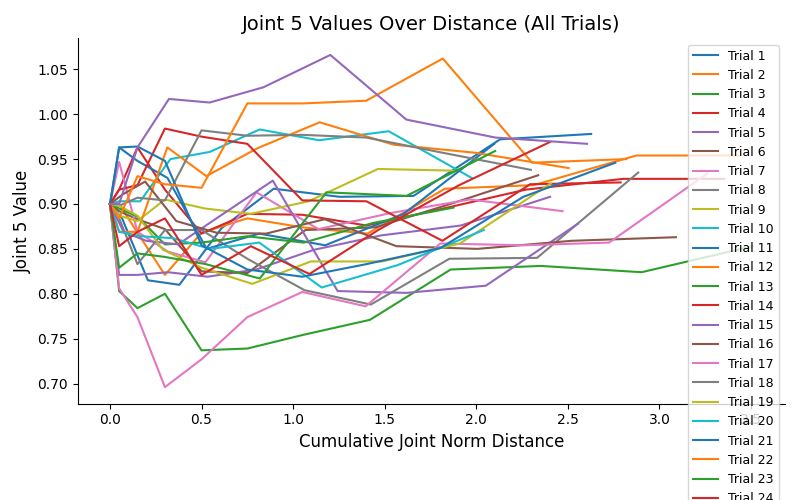 Joint 5 Values Over Distance (All Trials)
Joint 5 Value
1.05
1.00
0.95
0.90
0.85
0.80
0.75
0.70
0.0
0.5
1.0
1.5
2.0
2.5
3.0
3.5
Cumulative Joint Norm Distance
Trial 1
Trial 2
Trial 3
Trial 4
Trial 5
Trial 6
Trial 7
Trial 8
Trial 9
Trial 10
Trial 11
Trial 12
Trial 13
Trial 14
Trial 15
Trial 16
Trial 17
Trial 18
Trial 19
Trial 20
Trial 21
Trial 22
Trial 23
Trial 24